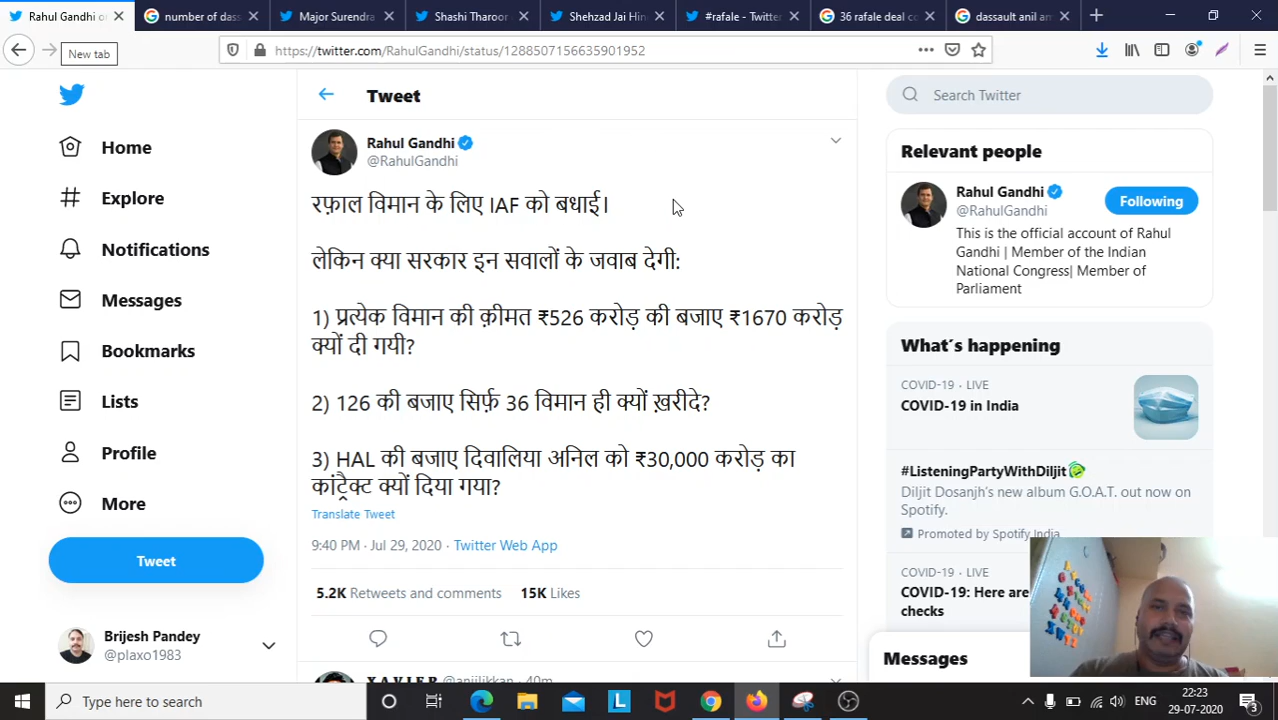 Rahul Gandhi o
number of dass
Major Surendra
Shashi Tharoor
Shehzad Jai Hin
#rafale - Twitter
36 rafale deal co
dassault anil am
New tab
https://twitter.com/RahulGandhi/status/1288507156635901952
Tweet
Search Twitter
Home
Explore
Notifications
Messages
Bookmarks
Lists
Profile
More
Tweet
Brijesh Pandey
@plaxo1983
Rahul Gandhi
@RahulGandhi
रफ़ाल विमान के लिए IAF को बधाई।
लेकिन क्या सरकार इन सवालों के जवाब देगी:
1) प्रत्येक विमान की क़ीमत ₹526 करोड़ की बजाए ₹1670 करोड़
क्यों दी गयी?
2) 126 की बजाए सिर्फ़ 36 विमान ही क्यों ख़रीदे?
3) HAL की बजाए दिवालिया अनिल को ₹30,000 करोड़ का
कांट्रैक्ट क्यों दिया गया?
Translate Tweet
9:40 PM · Jul 29, 2020 · Twitter Web App
5.2K Retweets and comments 15K Likes
X A V I E R @anjilikkan · 40m
Relevant people
Rahul Gandhi
@RahulGandhi
Following
This is the official account of Rahul
Gandhi | Member of the Indian
National Congress| Member of
Parliament
What's happening
COVID-19 · LIVE
COVID-19 in India
#ListeningPartyWithDiljit
Diljit Dosanjh's new album G.O.A.T. out now on
Spotify.
Promoted by Spotify India
COVID-19 · LIVE
COVID-19: Here are
checks
Messages
Type here to search
ENG
22:23
29-07-2020
3